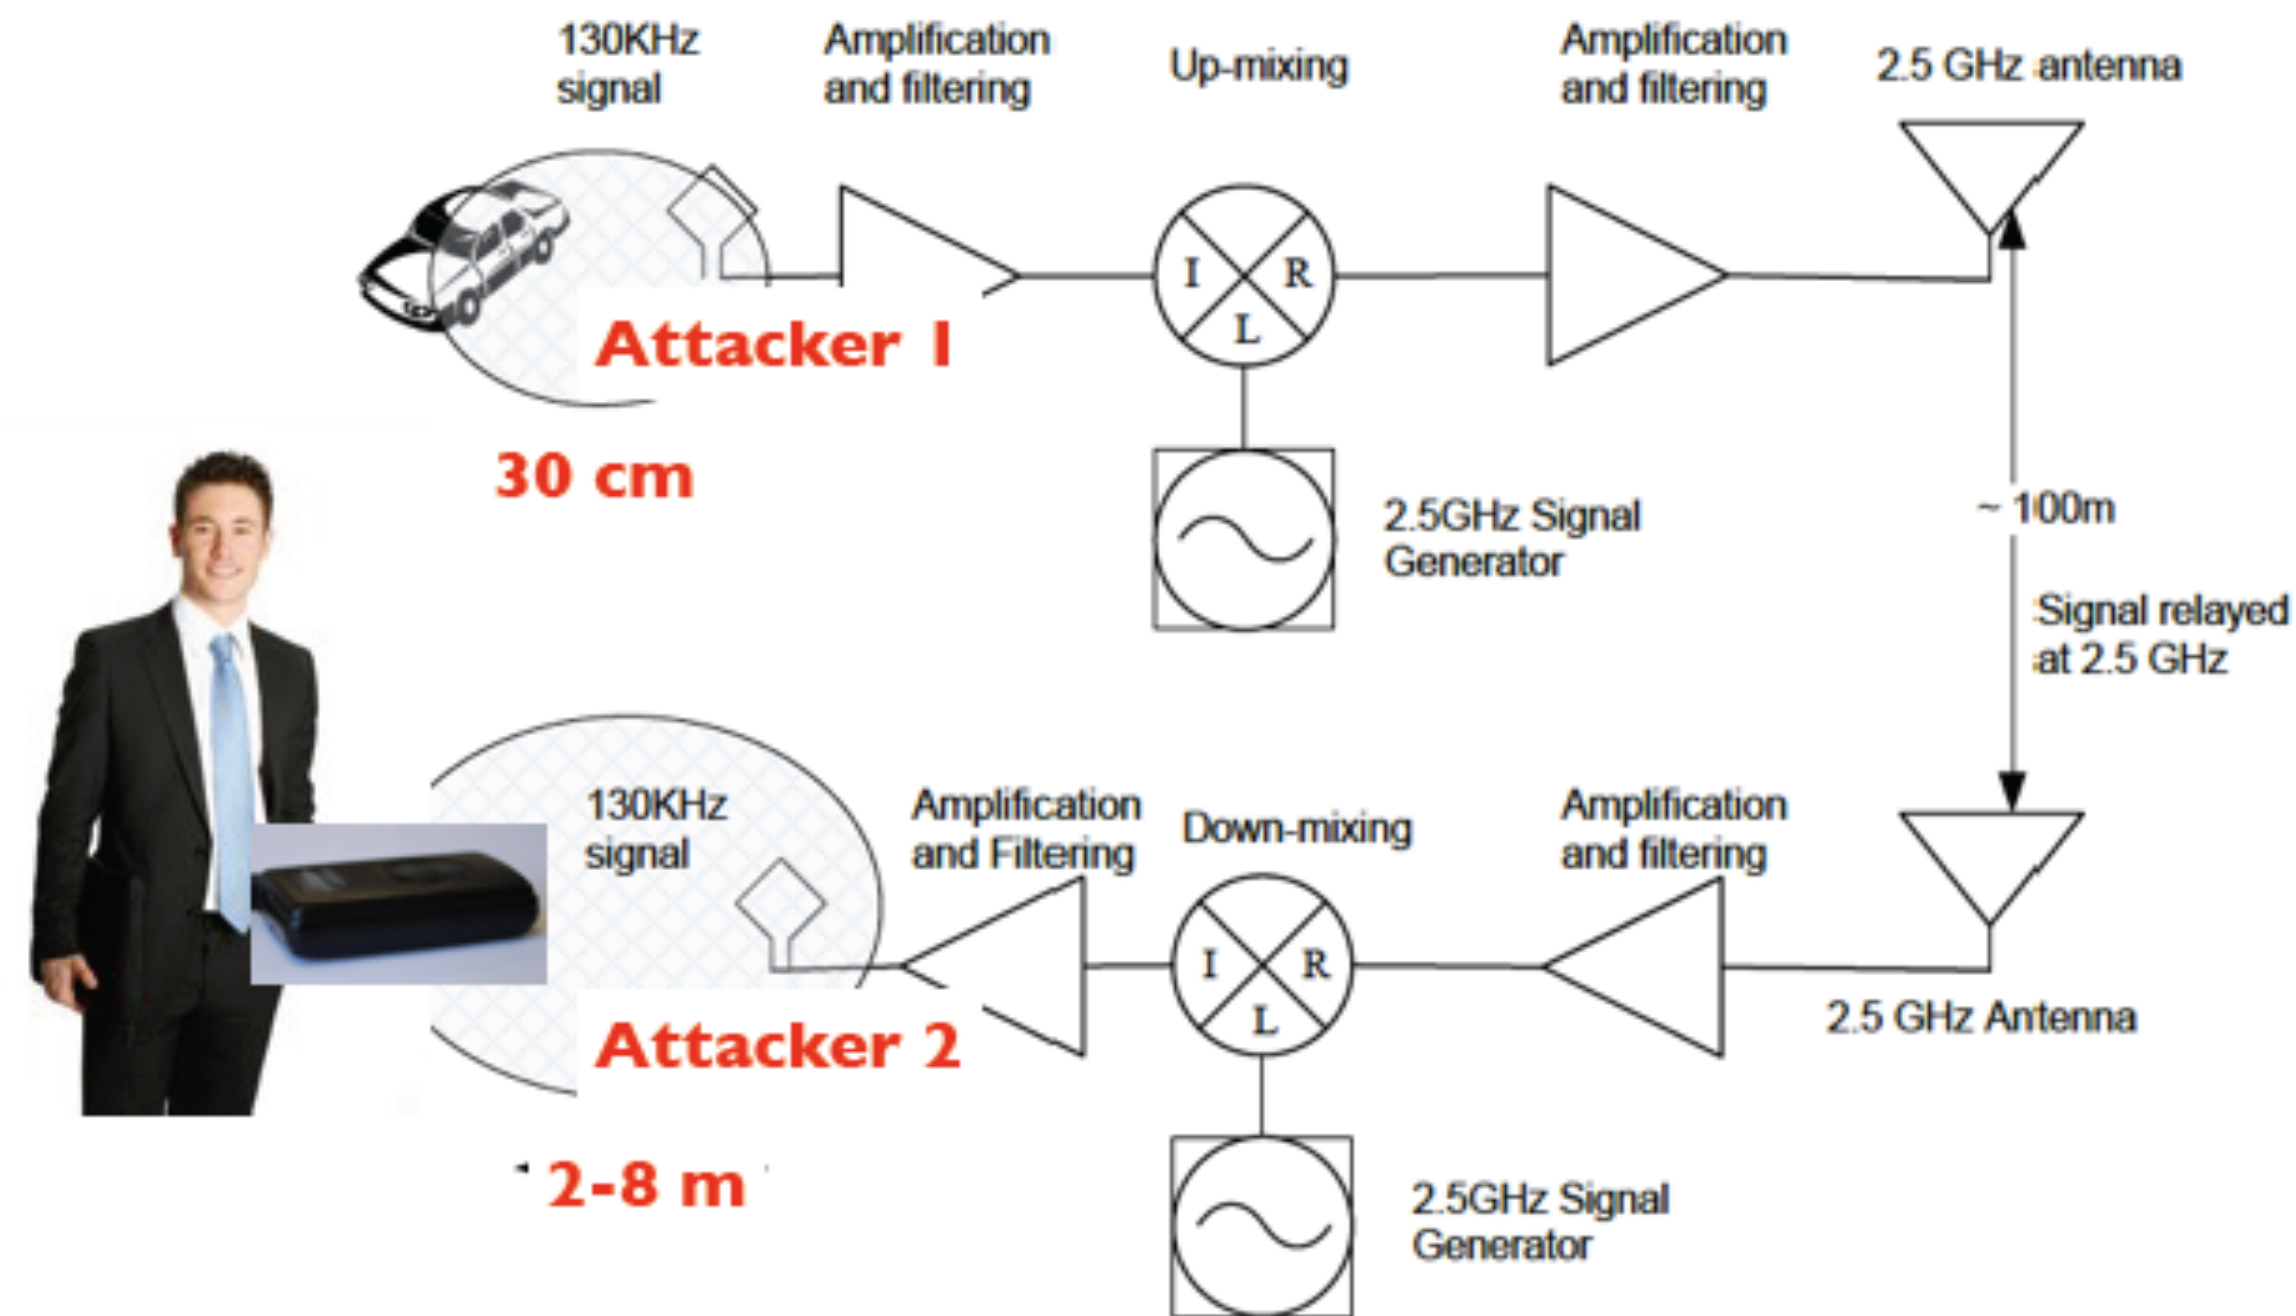 130KHz
signal
Amplification
and filtering
Up-mixing
Amplification
and filtering
2.5 GHz antenna
I
R
L
Attacker 1
30 cm
2.5GHz Signal
Generator
~ 100m
Signal relayed
at 2.5 GHz
130KHz
signal
Amplification
and Filtering
Down-mixing
Amplification
and filtering
I
R
L
2.5 GHz Antenna
Attacker 2
2-8 m
2.5GHz Signal
Generator